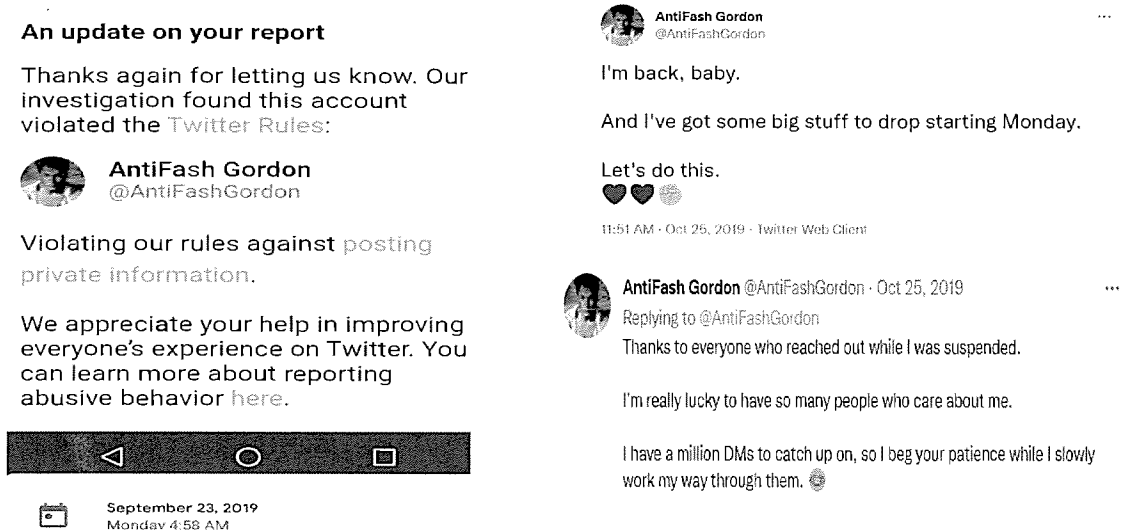 An update on your report
Thanks again for letting us know. Our
investigation found this account
violated the Twitter Rules:
AntiFash Gordon
@AntiFashGordon
Violating our rules against posting
private information.
We appreciate your help in improving
everyone's experience on Twitter. You
can learn more about reporting
abusive behavior here.
September 23, 2019
Monday 4:58 AM
AntiFash Gordon
@AntiFashGordon
I'm back, baby.
And I've got some big stuff to drop starting Monday.
Let's do this.
11:51 AM · Oct 25, 2019 · Twitter Web Client
AntiFash Gordon @AntiFashGordon · Oct 25, 2019
Replying to @AntiFashGordon
Thanks to everyone who reached out while I was suspended.
I'm really lucky to have so many people who care about me.
I have a million DMs to catch up on, so I beg your patience while I slowly
work my way through them.